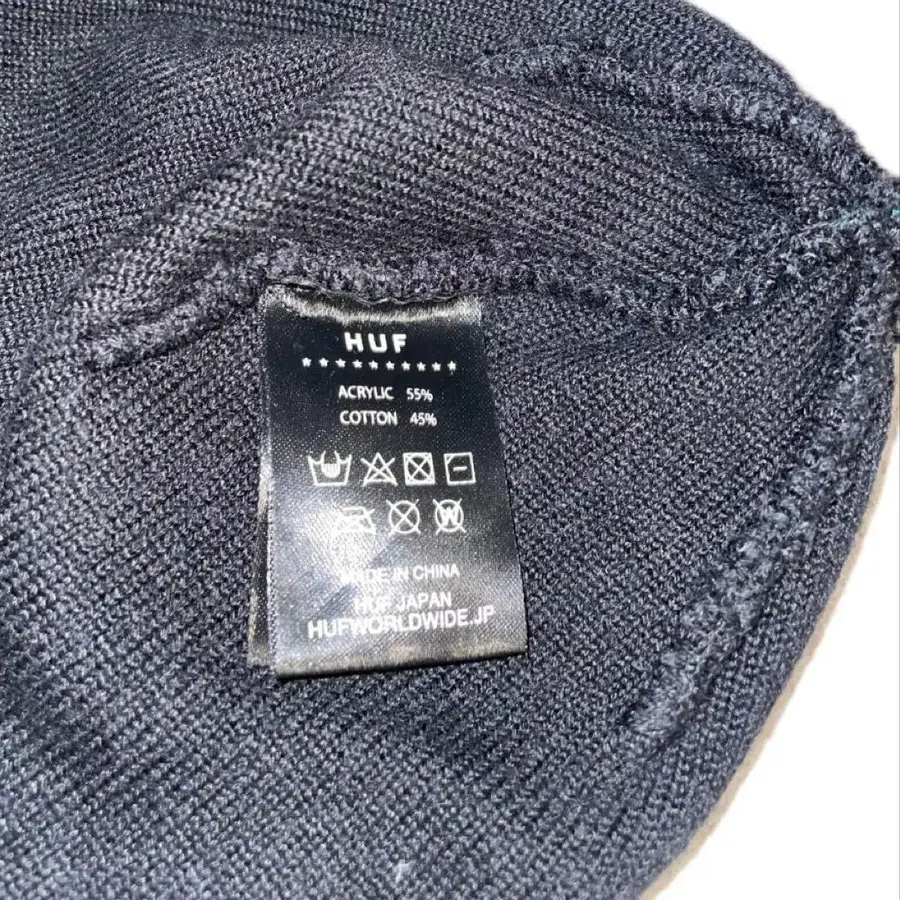 HUF
ACRYLIC 55%
COTTON 45%
W
MADE IN CHINA
HUF JAPAN
HUFWORLDWIDE.JP